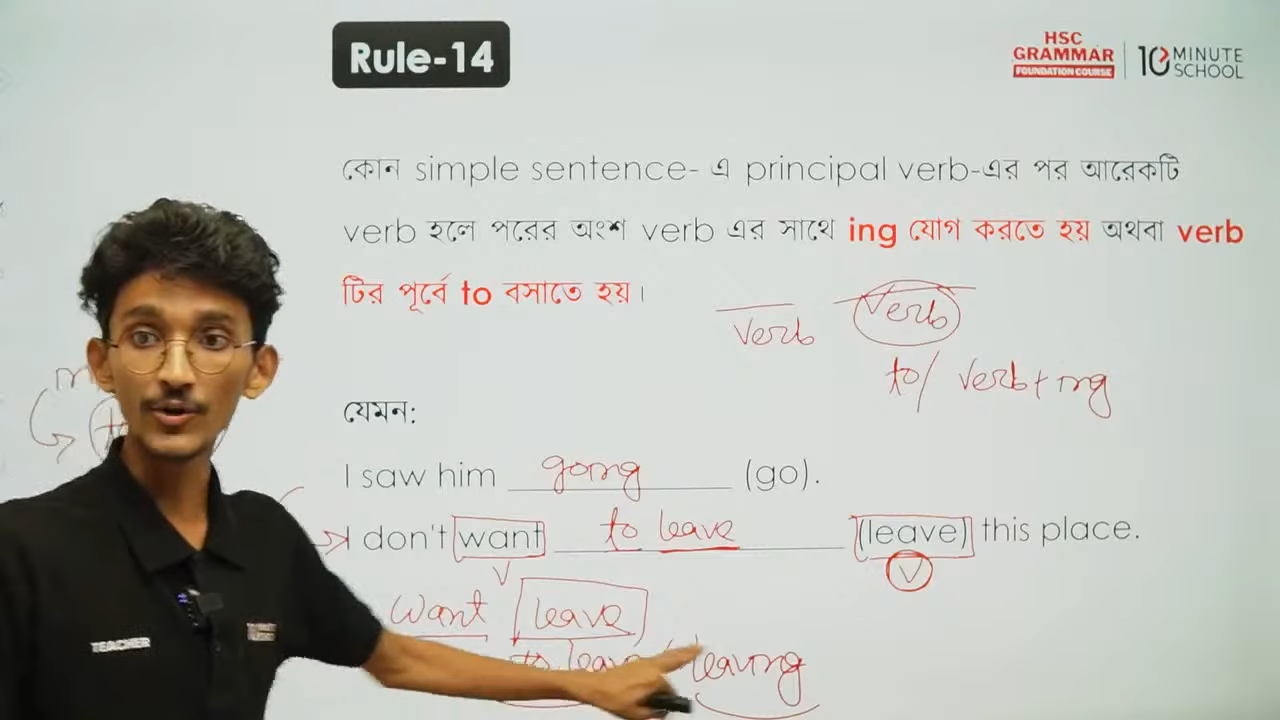 Rule-14
HSC
GRAMMAR
FOUNDATION COURSE
10 MINUTE
SCHOOL
কোন simple sentence- এ principal verb-এর পর আরেকটি
verb হলে পরের অংশ verb এর সাথে ing যোগ করতে হয় অথবা verb
টির পূর্বে to বসাতে হয়।
verb verb
to/ verb+ing
যেমন:
I saw him going (go).
I don't want to leave (leave) this place.
V V
want leave
to leave leaving
TEACHER